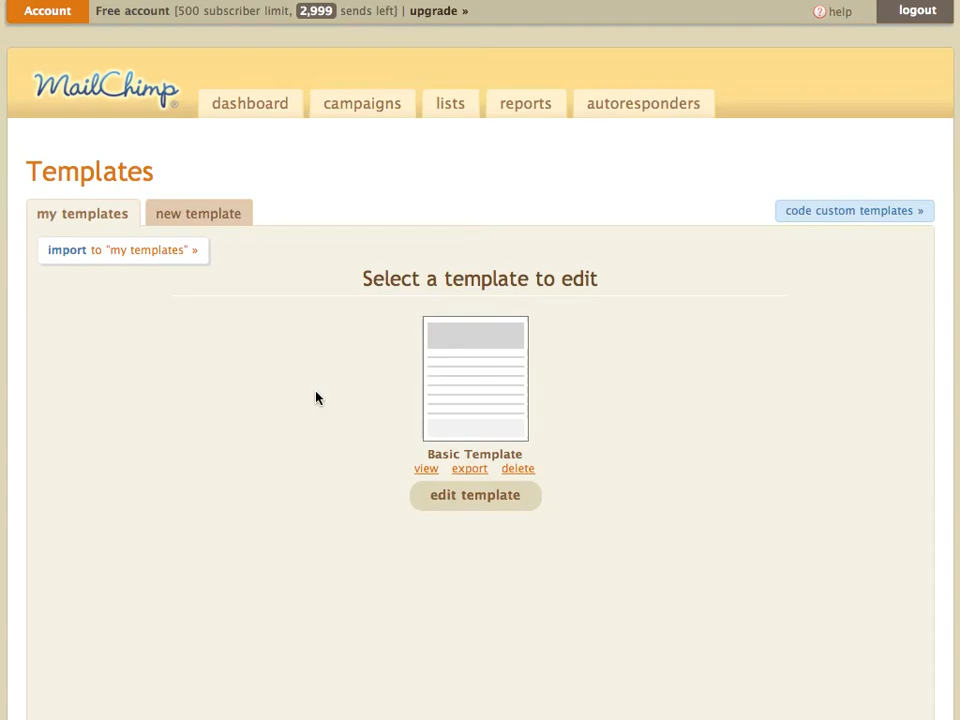 Account Free account [500 subscriber limit, 2,999 sends left] | upgrade » ? help logout
MailChimp®
dashboard campaigns lists reports autoresponders
Templates
my templates new template code custom templates »
import to "my templates" »
Select a template to edit
Basic Template
view export delete
edit template